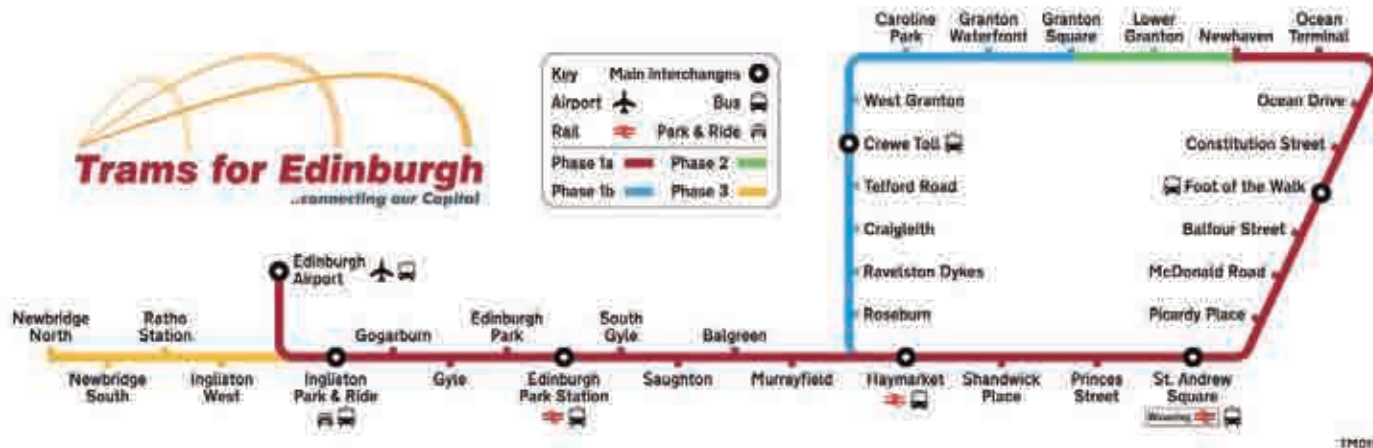 Trams for Edinburgh
...connecting our Capital
Key
Main Interchanges
Airport
Bus
Rail
Park & Ride
Phase 1a
Phase 2
Phase 1b
Phase 3
Caroline
Park
Granton
Waterfront
Granton
Square
Lower
Granton
Newhaven
Ocean
Terminal
West Granton
Crewe Toll
Telford Road
Craigleith
Ravelston Dykes
Roseburn
Ocean Drive
Constitution Street
Foot of the Walk
Balfour Street
McDonald Road
Picardy Place
Edinburgh
Airport
Newbridge
North
Ratho
Station
Gogarburn
Edinburgh
Park
South
Gyle
Balgreen
Newbridge
South
Ingliston
West
Ingliston
Park & Ride
Gyle
Edinburgh
Park Station
Saughton
Murrayfield
Haymarket
Shandwick
Place
Princes
Street
St. Andrew
Square